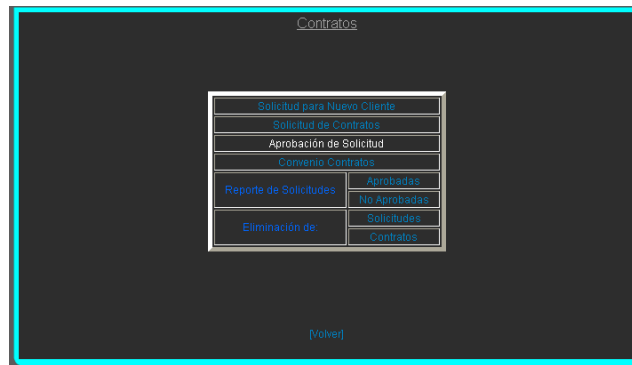 Contratos
Solicitud para Nuevo Cliente
Solicitud de Contratos
Aprobación de Solicitud
Convenio Contratos
Reporte de Solicitudes
Aprobadas
No Aprobadas
Eliminación de:
Solicitudes
Contratos
[Volver]